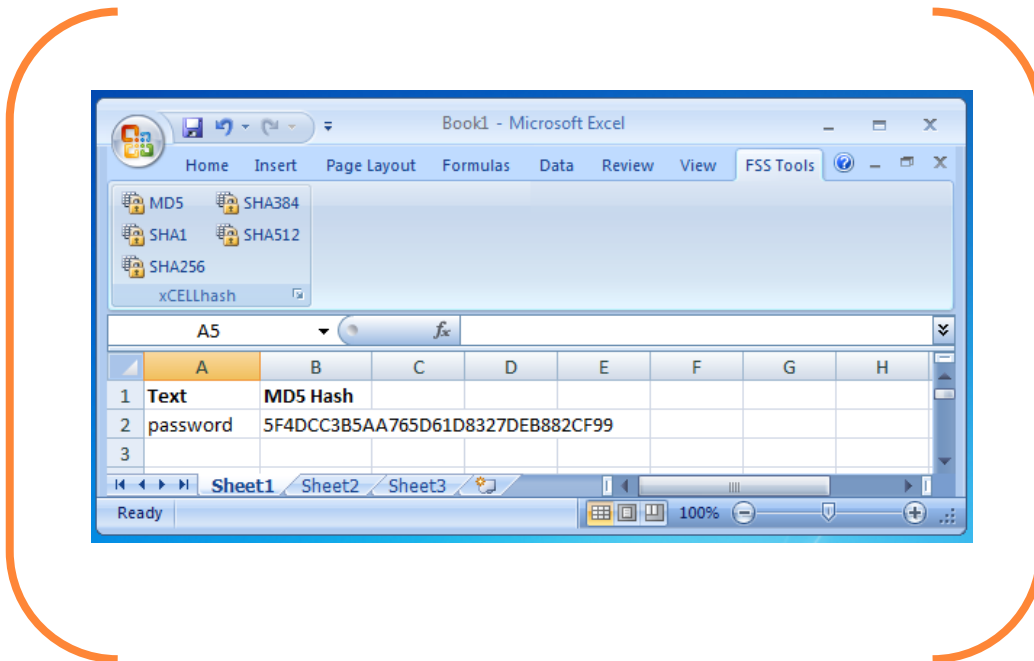 Book1 - Microsoft Excel
Home Insert Page Layout Formulas Data Review View FSS Tools
MD5 SHA384
SHA1 SHA512
SHA256
xCELLhash
A5 fx
A B C D E F G H
1 Text MD5 Hash
2 password 5F4DCC3B5AA765D61D8327DEB882CF99
3
Sheet1 Sheet2 Sheet3
Ready 100%